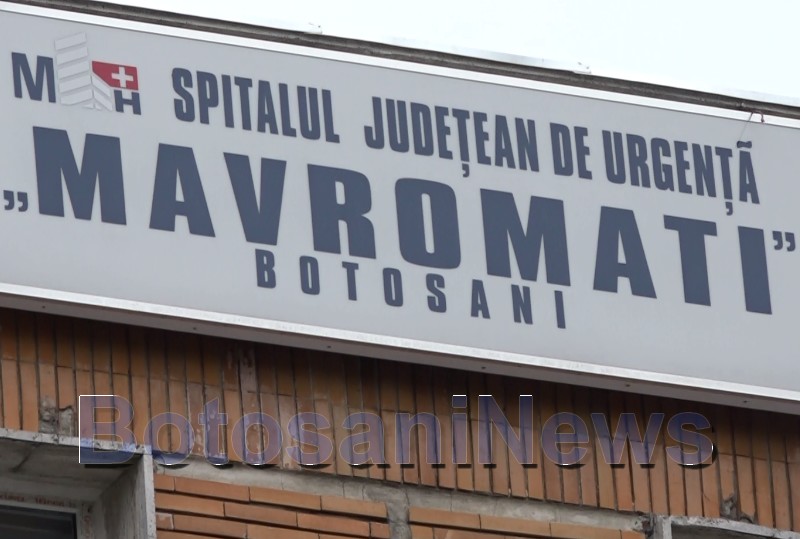 MH SPITALUL JUDEȚEAN DE URGENȚĂ
„MAVROMATI”
BOTOSANI
BotosaniNews